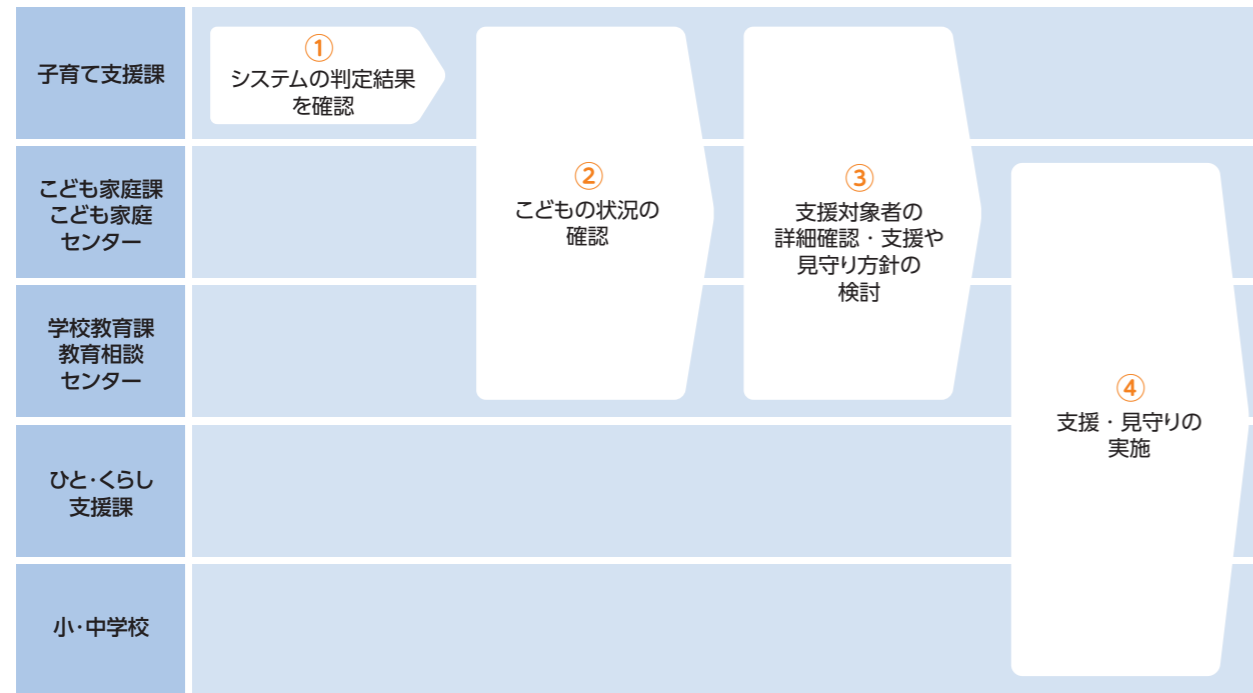 子育て支援課
①
システムの判定結果
を確認
こども家庭課
こども家庭
センター
②
こどもの状況の
確認
③
支援対象者の
詳細確認・支援や
見守り方針の
検討
学校教育課
教育相談
センター
④
支援・見守りの
実施
ひと・くらし
支援課
小・中学校